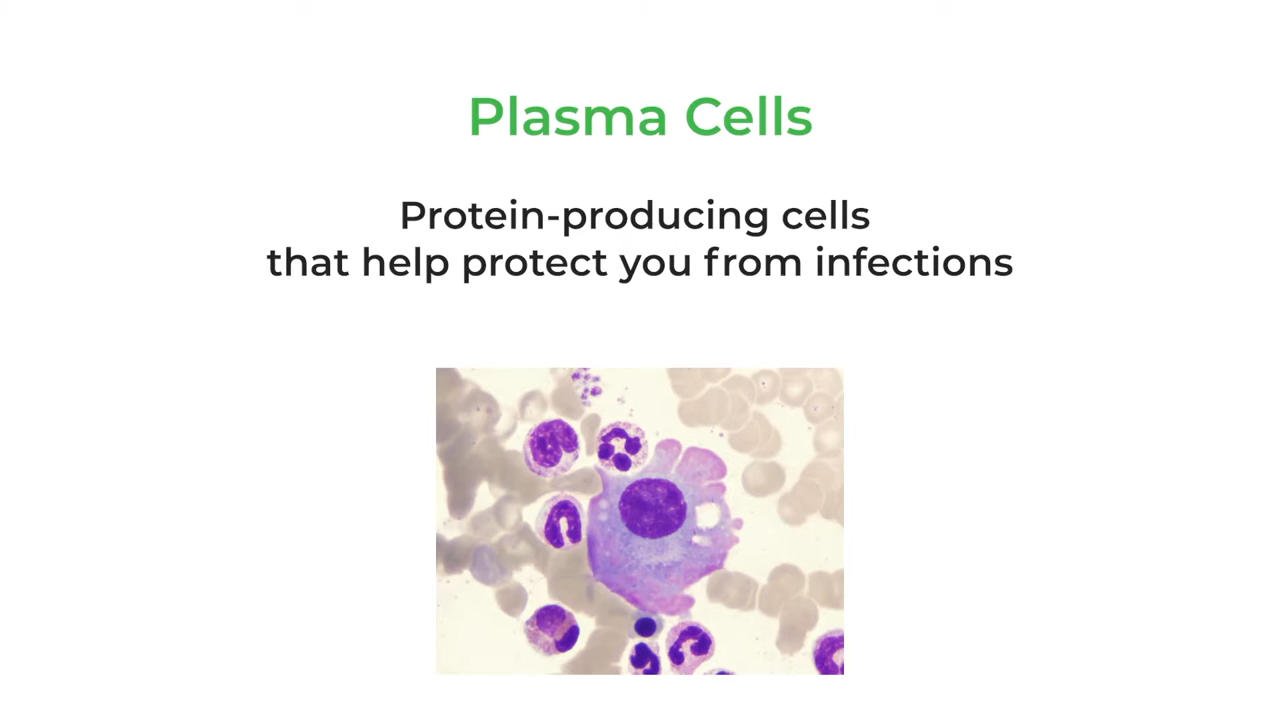 Plasma Cells
Protein-producing cells
that help protect you from infections